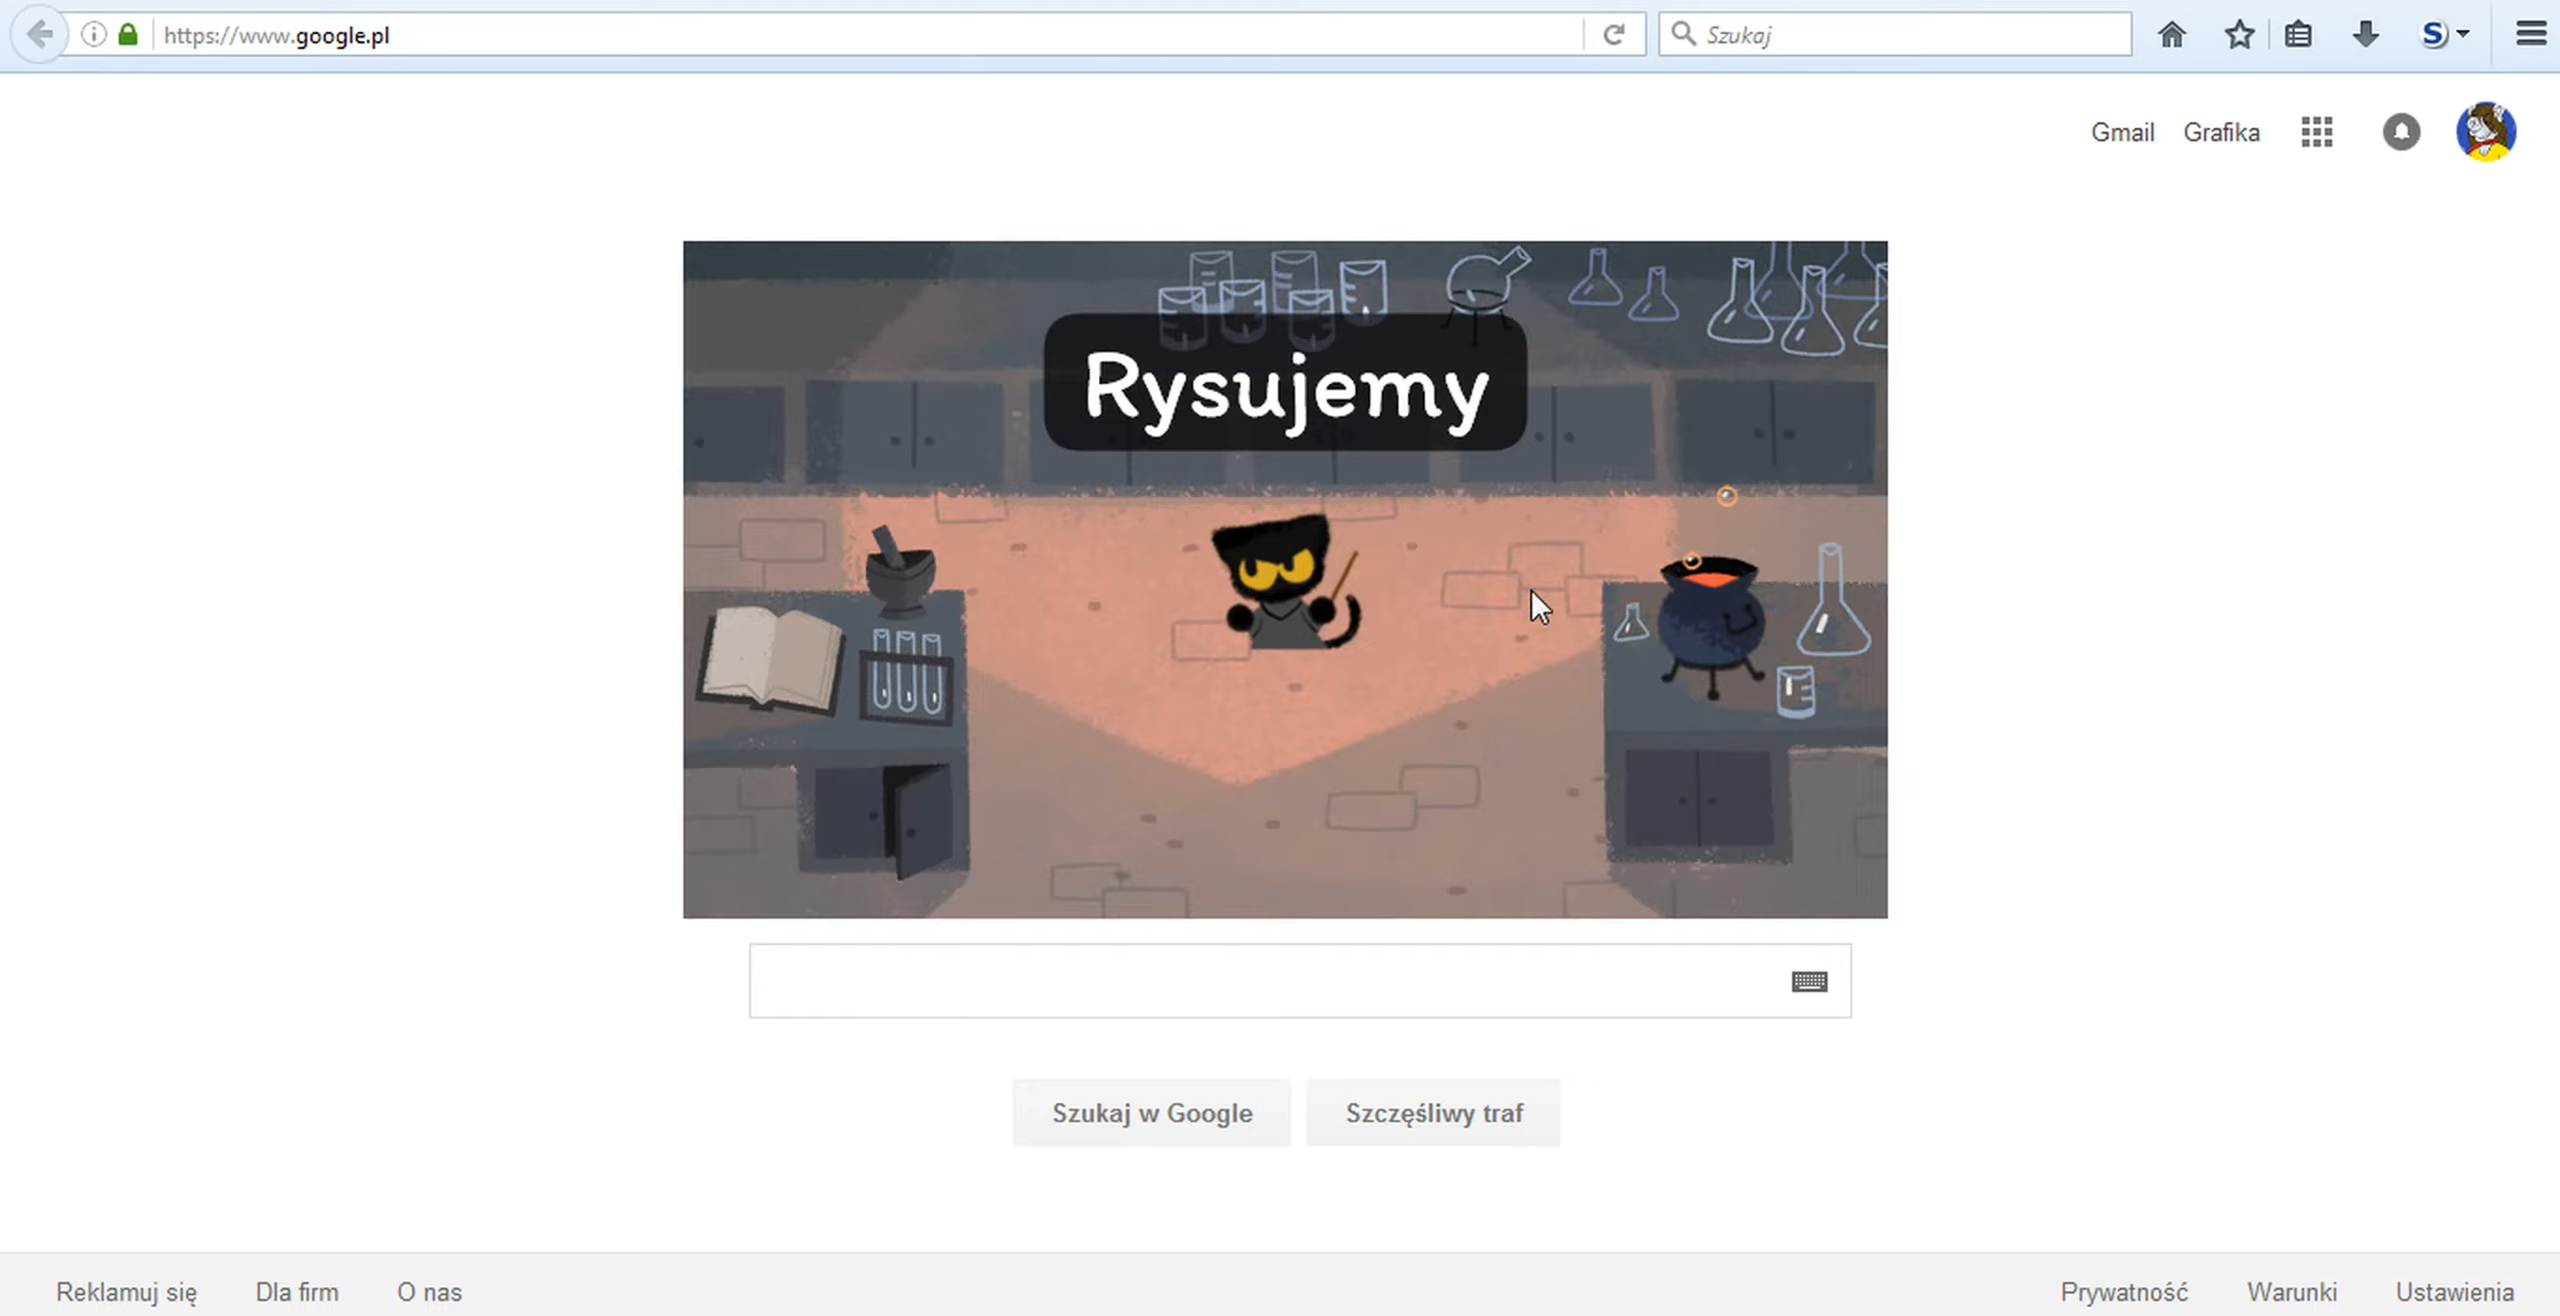 https://www.google.pl
Szukaj
S
Gmail Grafika
Rysujemy
Szukaj w Google Szczęśliwy traf
Reklamuj się Dla firm O nas Prywatność Warunki Ustawienia